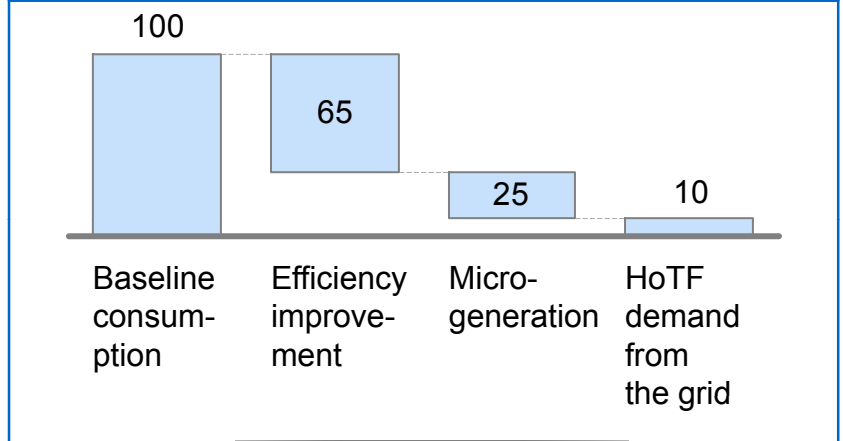 100
65
25
10
Baseline
consum-
ption
Efficiency
improve-
ment
Micro-
generation
HoTF
demand
from
the grid